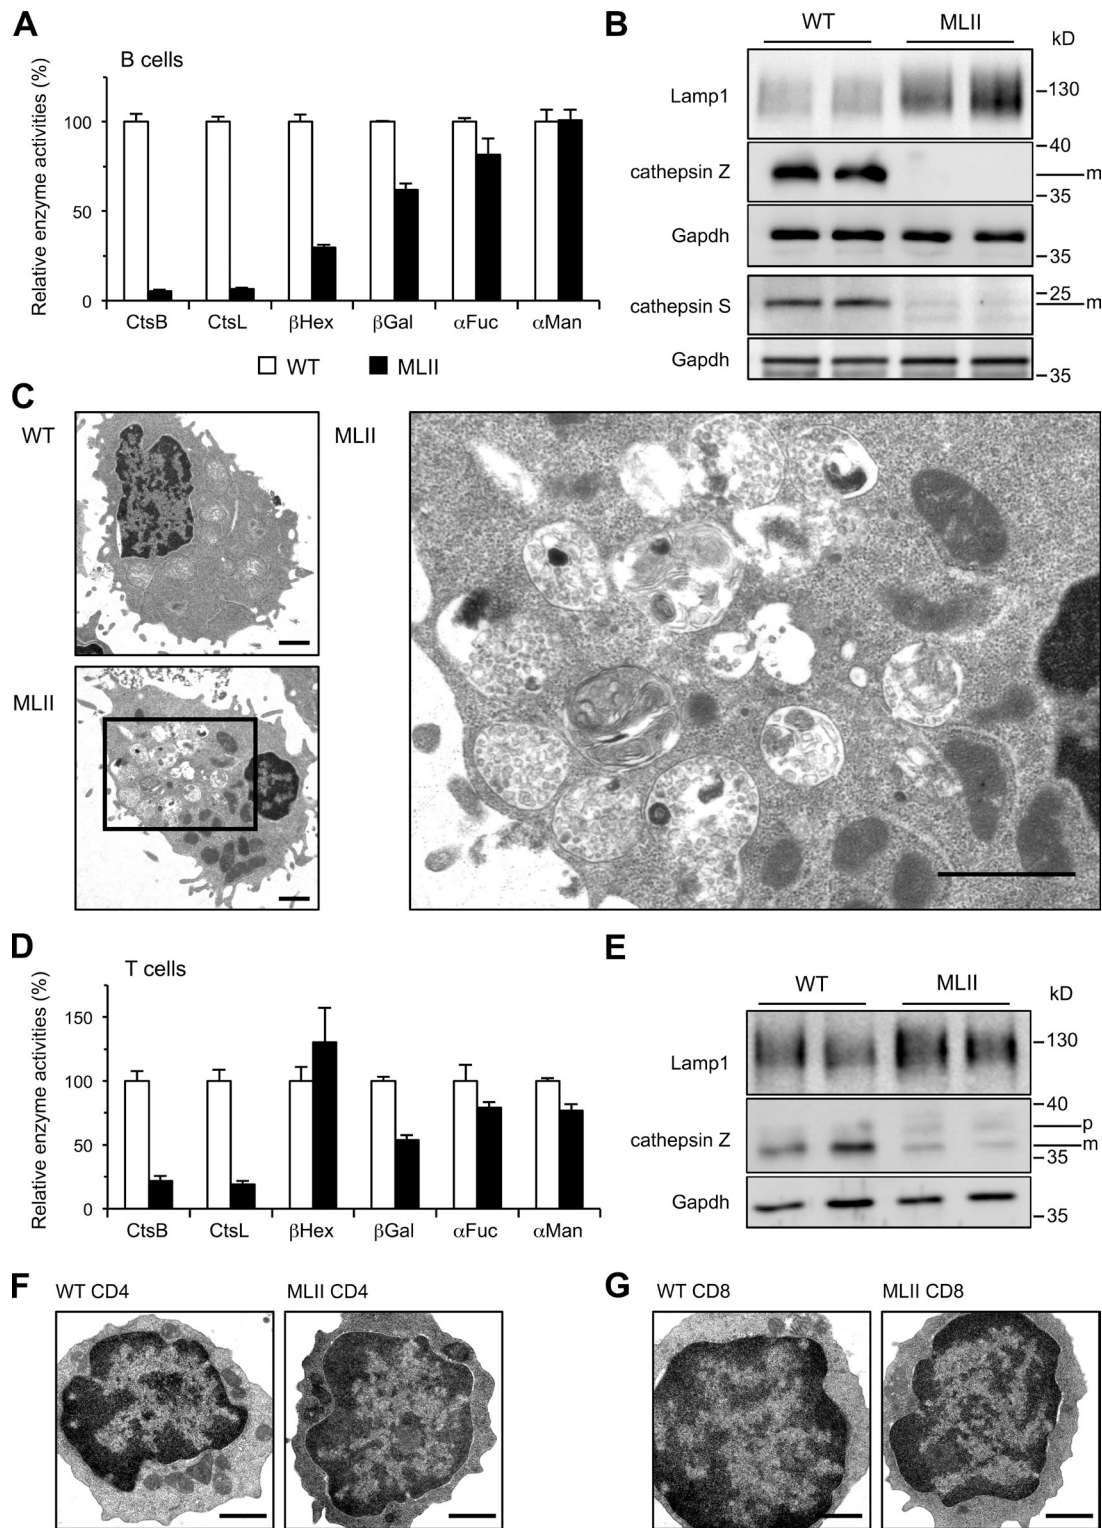 A
B cells
Relative enzyme activities (%)
100
50
0
CtsB CtsL βHex βGal αFuc αMan
WT MLII
B
WT MLII
kD
Lamp1
130
cathepsin Z
40
m
35
Gapdh
35
cathepsin S
25
m
Gapdh
35
C
WT
MLII
MLII
D
T cells
Relative enzyme activities (%)
150
100
50
0
CtsB CtsL βHex βGal αFuc αMan
E
WT MLII
kD
Lamp1
130
cathepsin Z
40
p
m
35
Gapdh
35
F
WT CD4 MLII CD4
G
WT CD8 MLII CD8